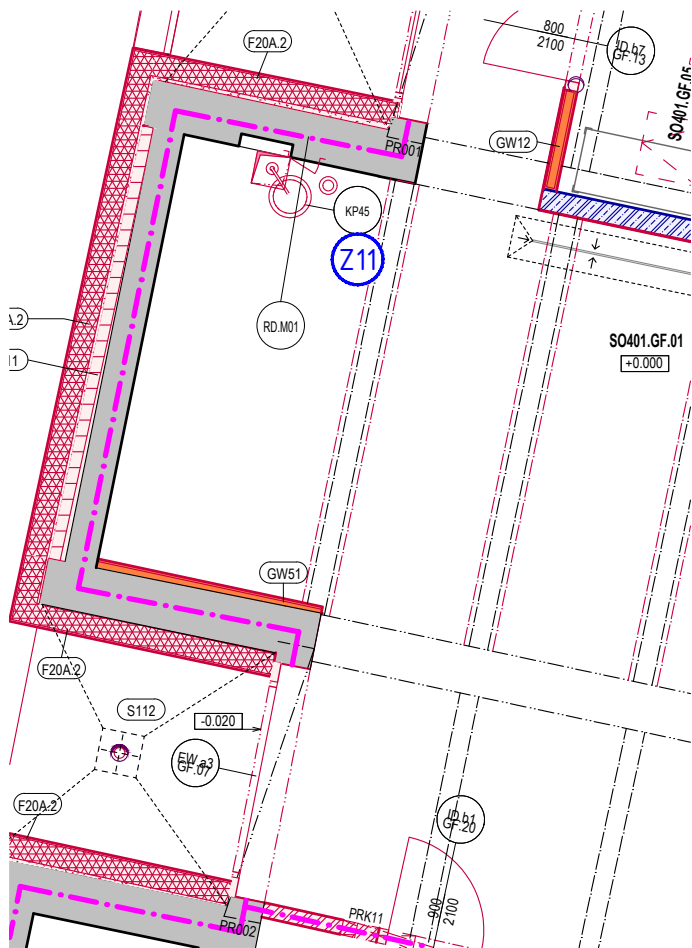 F20A.2
800
2100
ID.b7
GF.13
SO401.GF.05
PR001
GW12
KP45
Z11
RD.M01
SO401.GF.01
+0.000
A.2
GW51
F20A.2
S112
-0.020
EW.a3
GF.07
F20A.2
ID.b1
GF.20
900
2100
PRK11
PR002